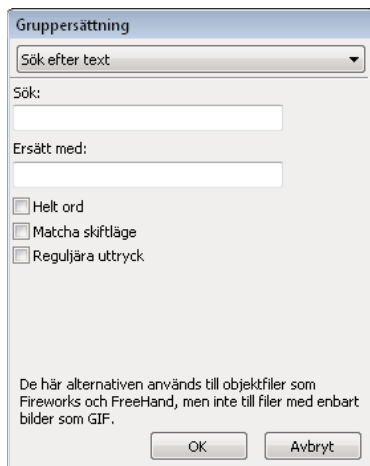 Gruppersättning
Sök efter text
Sök:
Ersätt med:
Helt ord
Matcha skiftläge
Reguljära uttryck
De här alternativen används till objektfiler som
Fireworks och FreeHand, men inte till filer med enbart
bilder som GIF.
OK Avbryt